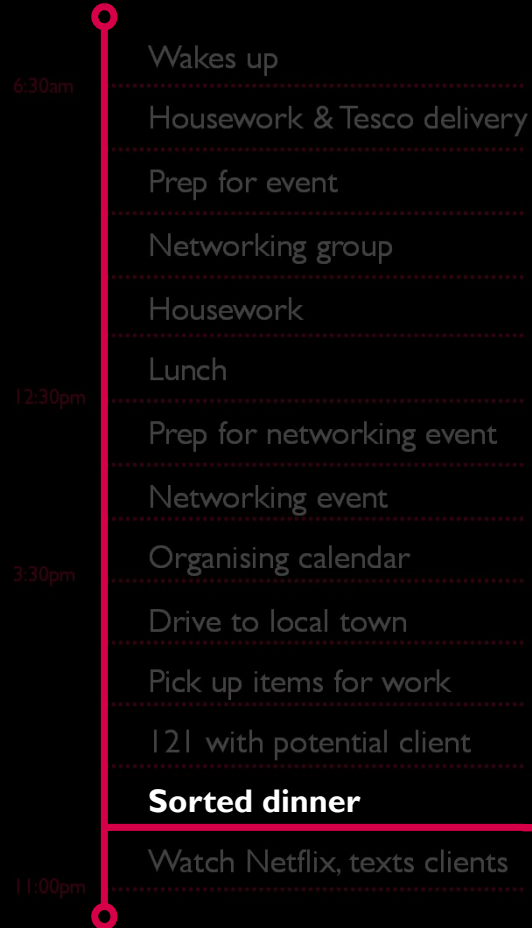 Wakes up
6:30am
Housework & Tesco delivery
Prep for event
Networking group
Housework
Lunch
12:30pm
Prep for networking event
Networking event
Organising calendar
3:30pm
Drive to local town
Pick up items for work
121 with potential client
Sorted dinner
Watch Netflix, texts clients
11:00pm